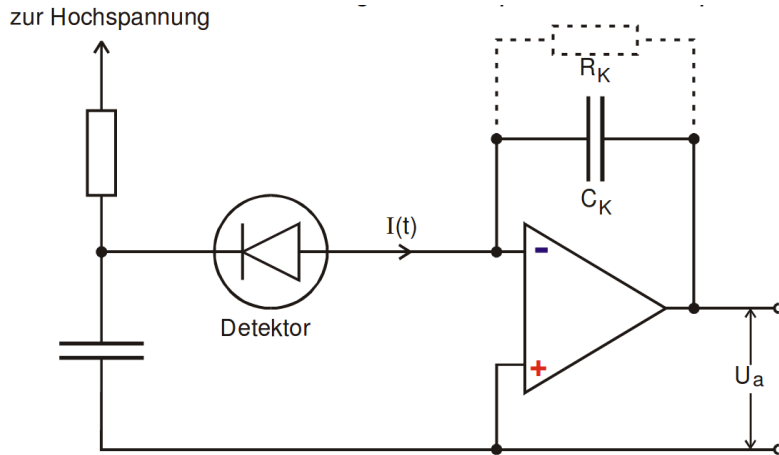 zur Hochspannung
R_K
C_K
I(t)
-
+
Detektor
U_a